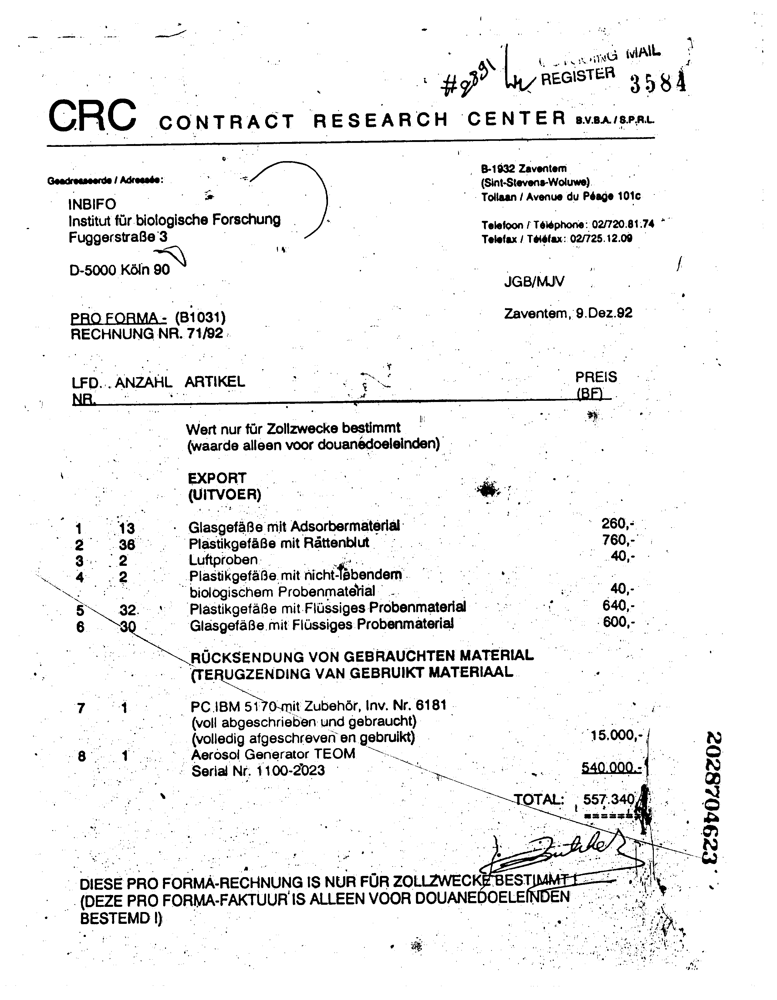 #2891
MAIL
REGISTER 3584
CRC CONTRACT RESEARCH CENTER B.V.B.A. / S.P.R.L.
Geadresseerde / Adressée:
INBIFO
Institut für biologische Forschung
Fuggerstraße 3
D-5000 Köln 90
B-1932 Zaventem
(Sint-Stevens-Woluwe)
Tollaan / Avenue du Péage 101c
Telefoon / Téléphone: 02/720.81.74
Telefax / Téléfax: 02/725.12.09
JGB/MJV
PRO FORMA - (B1031)
RECHNUNG NR. 71/92
Zaventem, 9.Dez.92
LFD. ANZAHL ARTIKEL PREIS
NR. (BF)
Wert nur für Zollzwecke bestimmt
(waarde alleen voor douanedoeleinden)
EXPORT
(UITVOER)
1 13 Glasgefäße mit Adsorbermaterial 260,-
2 36 Plastikgefäße mit Rattenblut 760,-
3 2 Luftproben 40,-
4 2 Plastikgefäße mit nicht-lebendem
biologischem Probenmaterial 40,-
5 32 Plastikgefäße mit Flüssiges Probenmaterial 640,-
6 30 Glasgefäße mit Flüssiges Probenmaterial 600,-
RÜCKSENDUNG VON GEBRAUCHTEN MATERIAL
(TERUGZENDING VAN GEBRUIKT MATERIAAL
7 1 PC IBM 5170 mit Zubehör, Inv. Nr. 6181
(voll abgeschrieben und gebraucht)
(volledig afgeschreven en gebruikt) 15.000,-
8 1 Aerosol Generator TEOM
Serial Nr. 1100-2023 540.000.-
TOTAL: 557.340
=======
DIESE PRO FORMA-RECHNUNG IS NUR FÜR ZOLLZWECKE BESTIMMT !
(DEZE PRO FORMA-FAKTUUR IS ALLEEN VOOR DOUANEDOELEINDEN
BESTEMD !)
2028704623